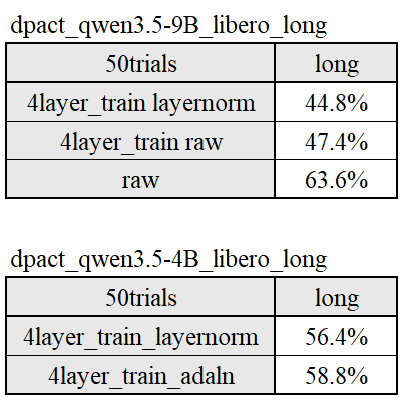 dpact_qwen3.5-9B_libero_long
50trials long
4layer_train layernorm 44.8%
4layer_train raw 47.4%
raw 63.6%
dpact_qwen3.5-4B_libero_long
50trials long
4layer_train_layernorm 56.4%
4layer_train_adaln 58.8%